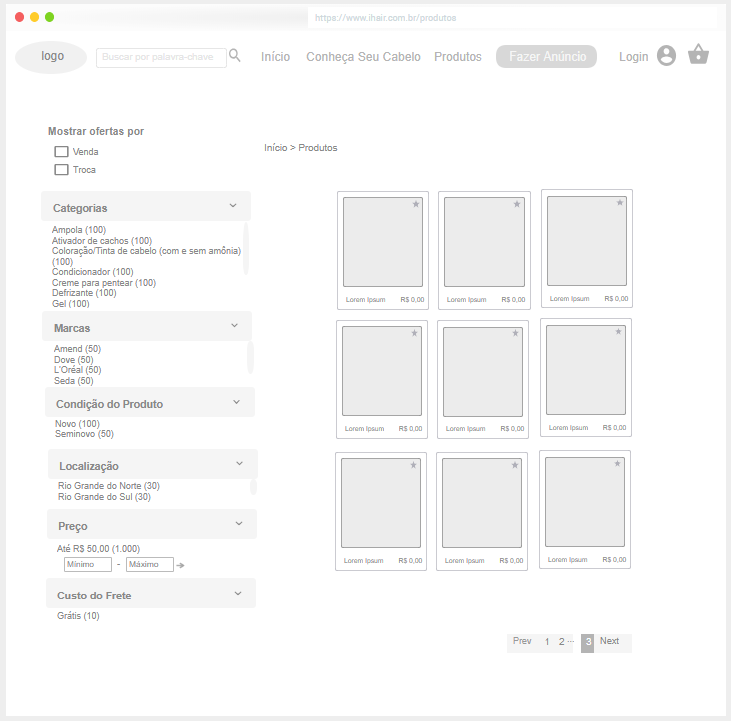 https://www.ihair.com.br/produtos
logo
Buscar por palavra-chave
Início
Conheça Seu Cabelo
Produtos
Fazer Anúncio
Login
Mostrar ofertas por
Venda
Troca
Início > Produtos
Categorias
Ampola (100)
Ativador de cachos (100)
Coloração/Tinta de cabelo (com e sem amônia)
(100)
Condicionador (100)
Creme para pentear (100)
Defrizante (100)
Gel (100)
Marcas
Amend (50)
Dove (50)
L'Oréal (50)
Seda (50)
Condição do Produto
Novo (100)
Seminovo (50)
Localização
Rio Grande do Norte (30)
Rio Grande do Sul (30)
Preço
Até R$ 50,00 (1.000)
Mínimo - Máximo
Custo do Frete
Grátis (10)
Lorem Ipsum R$ 0,00
Lorem Ipsum R$ 0,00
Lorem Ipsum R$ 0,00
Lorem Ipsum R$ 0,00
Lorem Ipsum R$ 0,00
Lorem Ipsum R$ 0,00
Lorem Ipsum R$ 0,00
Lorem Ipsum R$ 0,00
Lorem Ipsum R$ 0,00
Prev 1 2 ... 3 Next